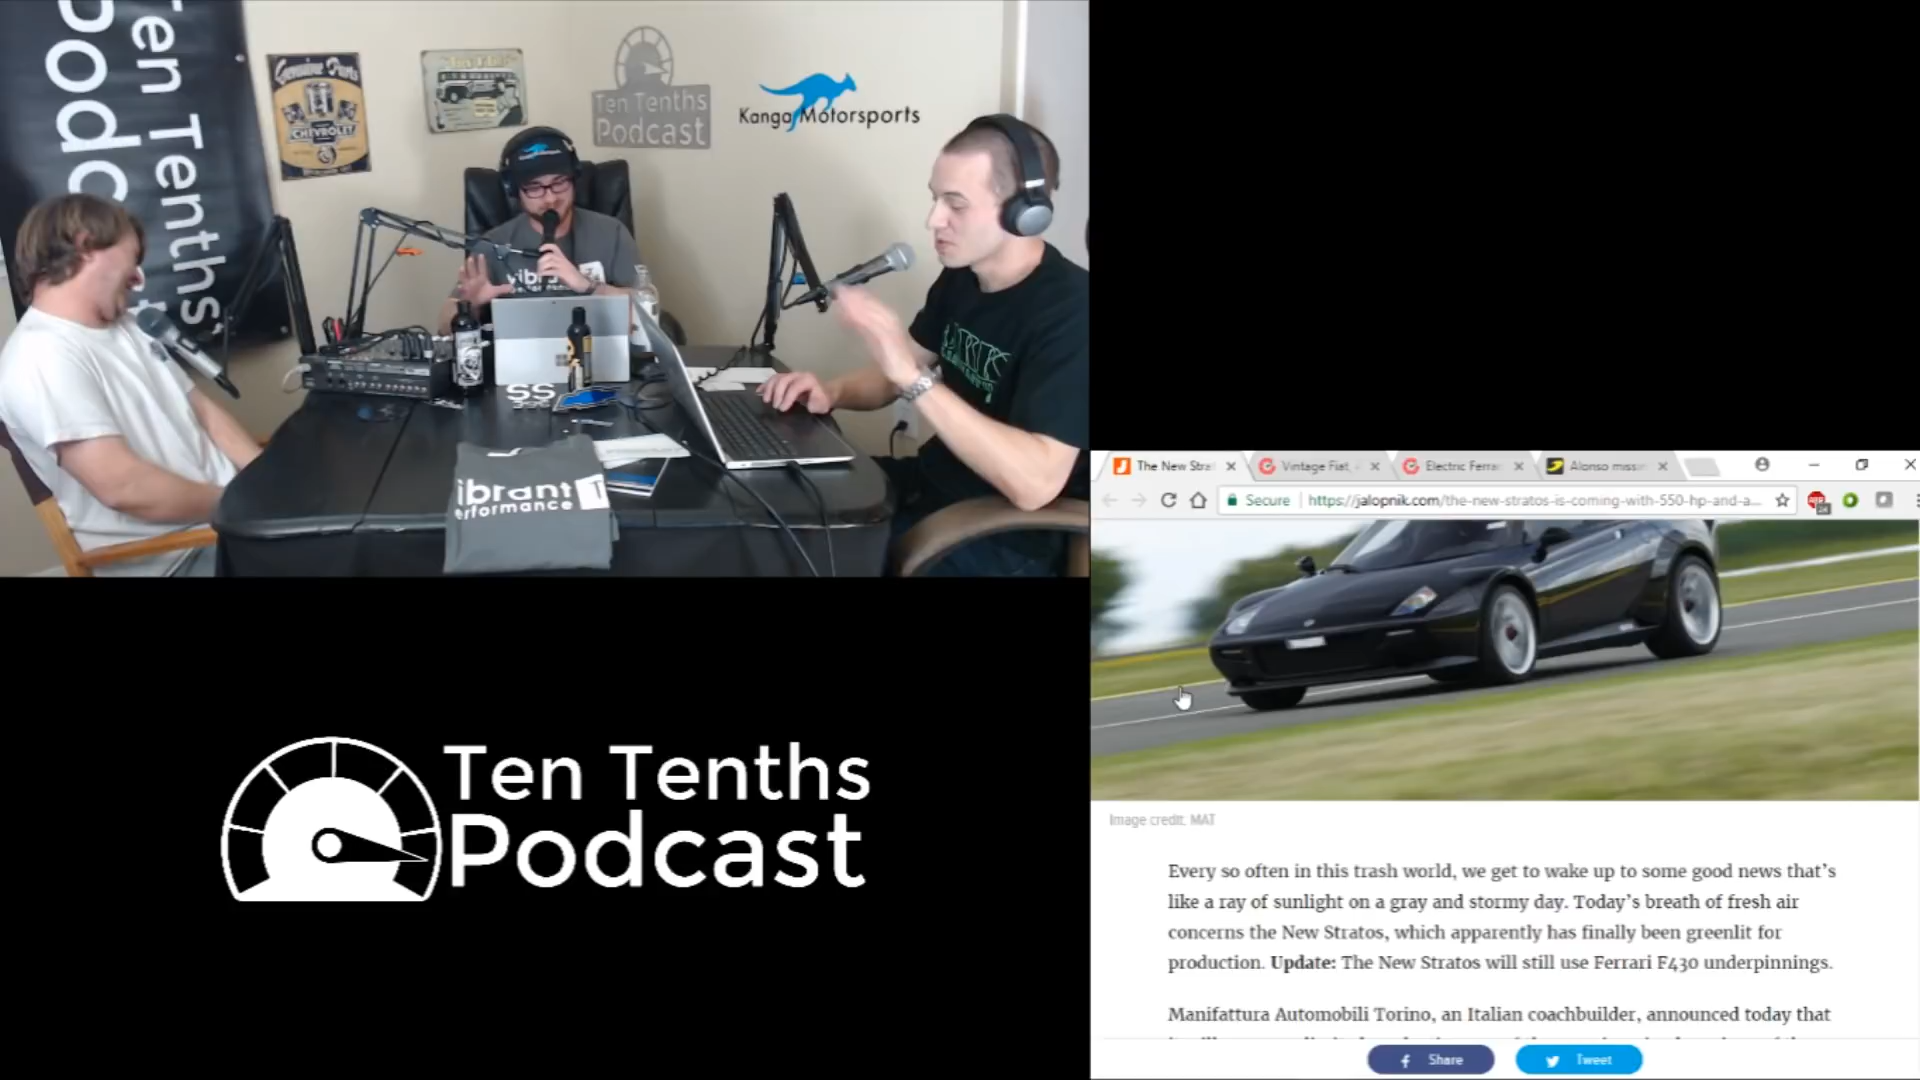 Ten Tenths'
Podc
Genuine Parts
CHEVROLET
Ten Tenths
Podcast
Kanga Motorsports
SS
ibrant 1
erformance
Ten Tenths
Podcast
The New Stra
Vintage Fiat,
Electric Ferra
Alonso miss
Secure
https://jalopnik.com/the-new-stratos-is-coming-with-550-hp-and-a...
Image credit: MAT
Every so often in this trash world, we get to wake up to some good news that's
like a ray of sunlight on a gray and stormy day. Today's breath of fresh air
concerns the New Stratos, which apparently has finally been greenlit for
production. Update: The New Stratos will still use Ferrari F430 underpinnings.
Manifattura Automobili Torino, an Italian coachbuilder, announced today that
Share
Tweet